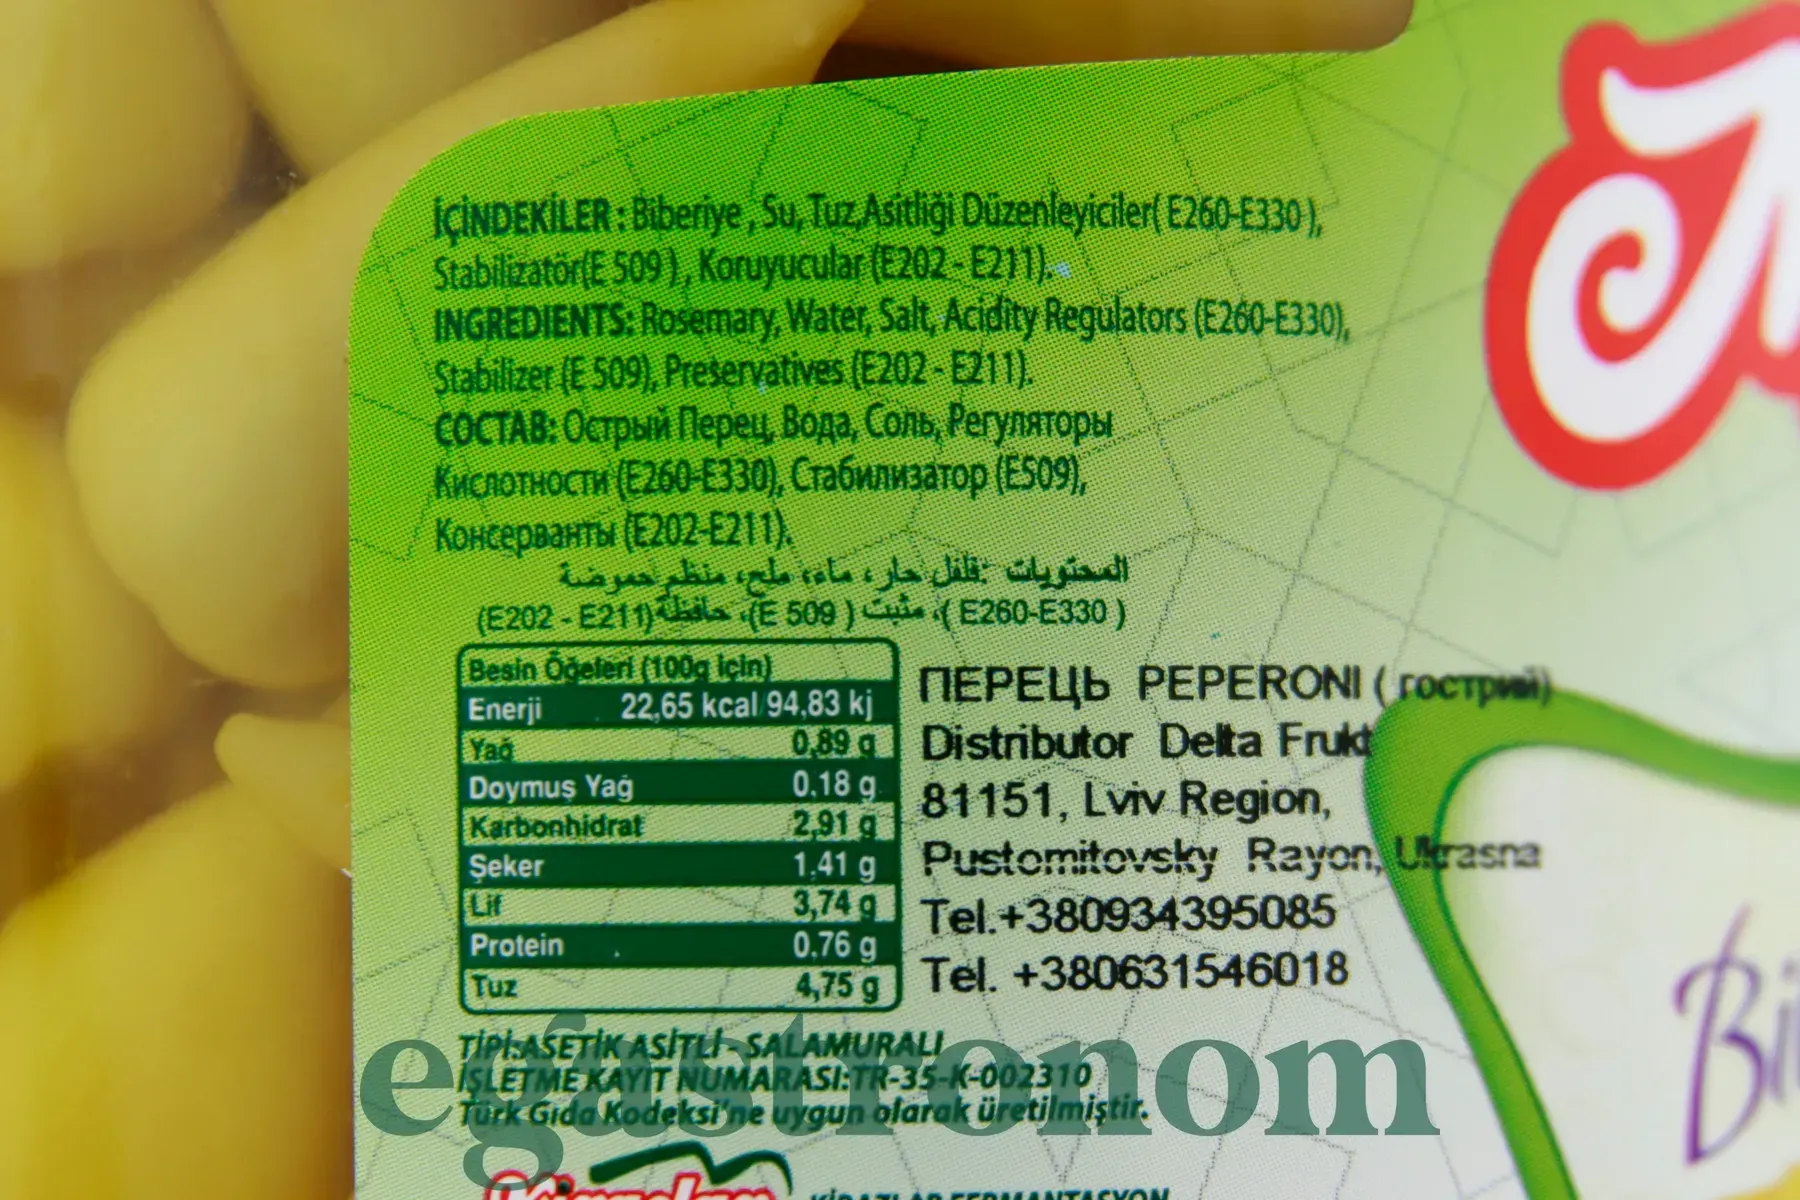 İÇİNDEKİLER : Biberiye , Su, Tuz,Asitliği Düzenleyiciler( E260-E330 ),
Stabilizatör(E 509 ) , Koruyucular (E202 - E211).
INGREDIENTS: Rosemary, Water, Salt, Acidity Regulators (E260-E330),
Stabilizer (E 509), Preservatives (E202 - E211).
СОСТАВ: Острый Перец, Вода, Соль, Регуляторы
Кислотности (Е260-Е330), Стабилизатор (E509),
Консерванты (E202-E211).
المحتويات :فلفل حار، ماء، ملح، منظم حموضة
( E260-E330 )، مثبت ( E 509)، حافظة(E202 - E211)
Besin Öğeleri (100g için)
Enerji 22,65 kcal/94,83 kj
Yağ 0,89 g
Doymuş Yağ 0,18 g
Karbonhidrat 2,91 g
Şeker 1,41 g
Lif 3,74 g
Protein 0,76 g
Tuz 4,75 g
ПЕРЕЦЬ PEPERONI ( гострий)
Distributor Delta Frukt
81151, Lviv Region,
Pustomitovsky Rayon, Ukrasna
Tel.+380934395085
Tel. +380631546018
TİPİ:ASETİK ASİTLİ - SALAMURALI
İŞLETME KAYIT NUMARASI:TR-35-K-002310
Türk Gıda Kodeksi'ne uygun olarak üretilmiştir.
egastronom